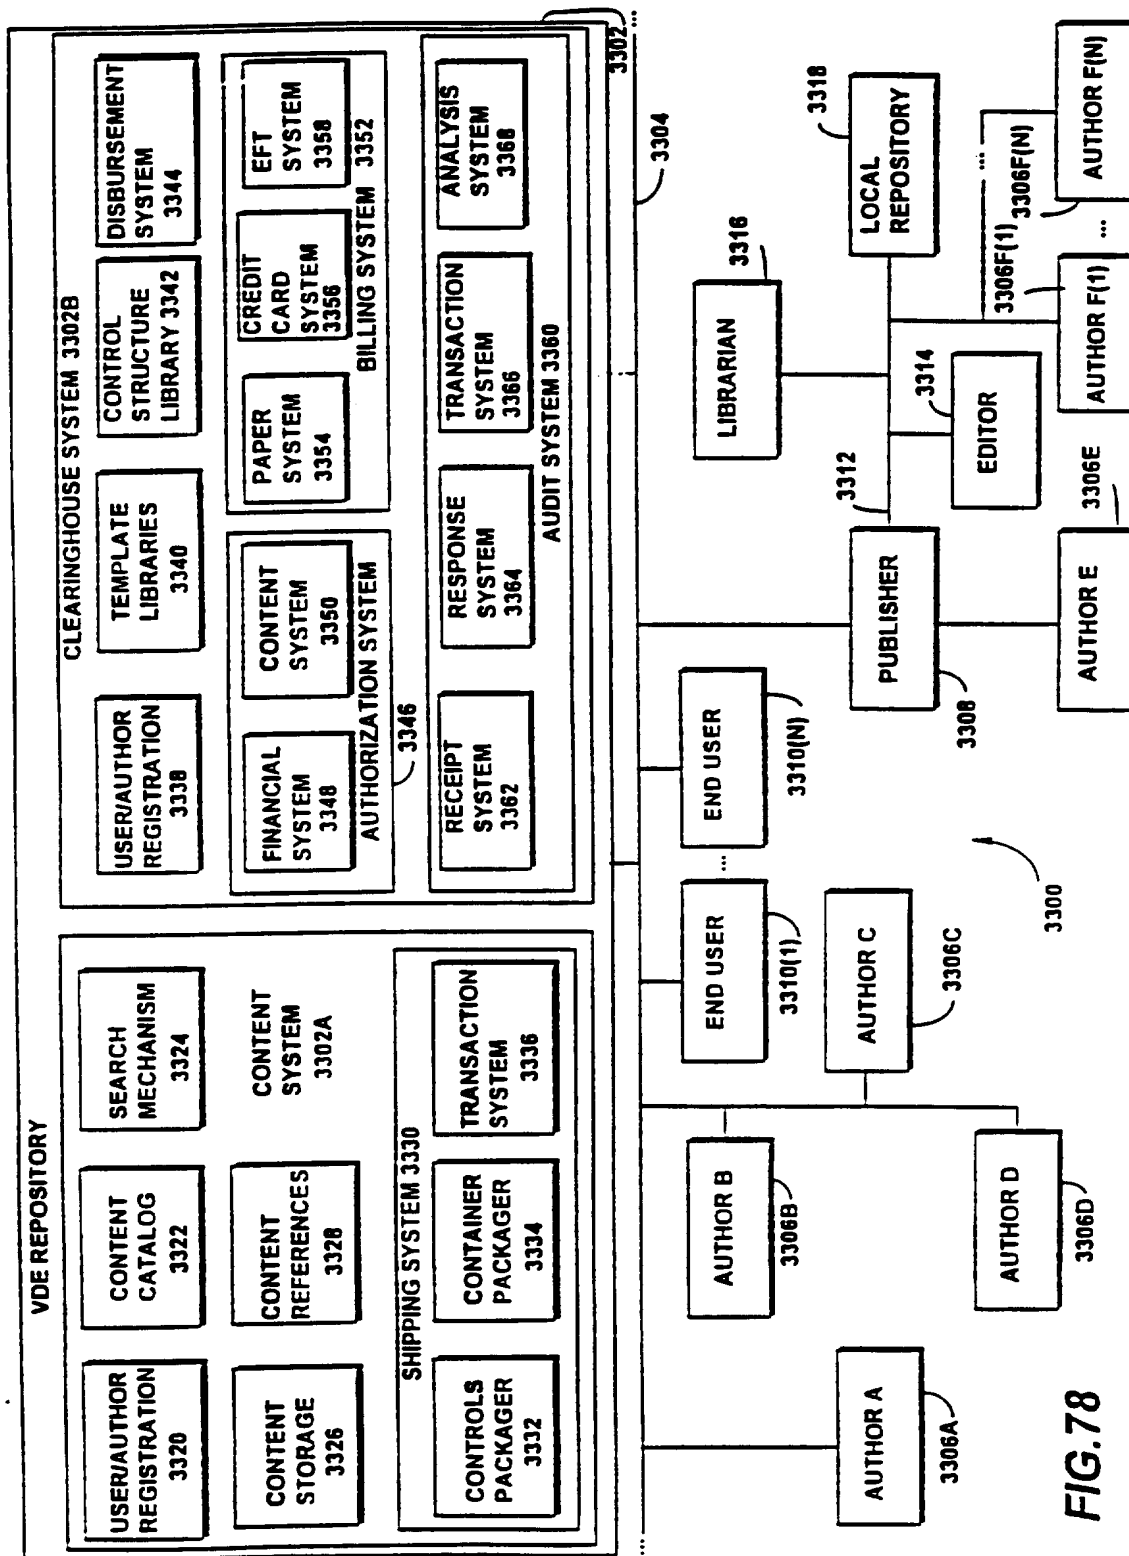 VDE REPOSITORY
USER/AUTHOR
REGISTRATION
3320
CONTENT
CATALOG
3322
SEARCH
MECHANISM
3324
CONTENT
STORAGE
3326
CONTENT
REFERENCES
3328
CONTENT
SYSTEM
3302A
SHIPPING SYSTEM 3330
CONTROLS
PACKAGER
3332
CONTAINER
PACKAGER
3334
TRANSACTION
SYSTEM
3336
CLEARINGHOUSE SYSTEM 3302B
USER/AUTHOR
REGISTRATION
3338
TEMPLATE
LIBRARIES
3340
CONTROL
STRUCTURE
LIBRARY 3342
DISBURSEMENT
SYSTEM
3344
FINANCIAL
SYSTEM
3348
CONTENT
SYSTEM
3350
AUTHORIZATION SYSTEM
3346
PAPER
SYSTEM
3354
CREDIT
CARD
SYSTEM
3356
EFT
SYSTEM
3358
BILLING SYSTEM 3352
RECEIPT
SYSTEM
3362
RESPONSE
SYSTEM
3364
TRANSACTION
SYSTEM
3366
ANALYSIS
SYSTEM
3368
AUDIT SYSTEM 3360
3302
...
...
3304
AUTHOR A
3306A
AUTHOR B
3306B
AUTHOR C
3306C
AUTHOR D
3306D
END USER
3310(1)
...
END USER
3310(N)
3300
PUBLISHER
3308
3312
LIBRARIAN
3316
LOCAL
REPOSITORY
3318
EDITOR
3314
AUTHOR E
3306E
AUTHOR F(1)
3306F(1)
...
...
AUTHOR F(N)
3306F(N)
FIG.78